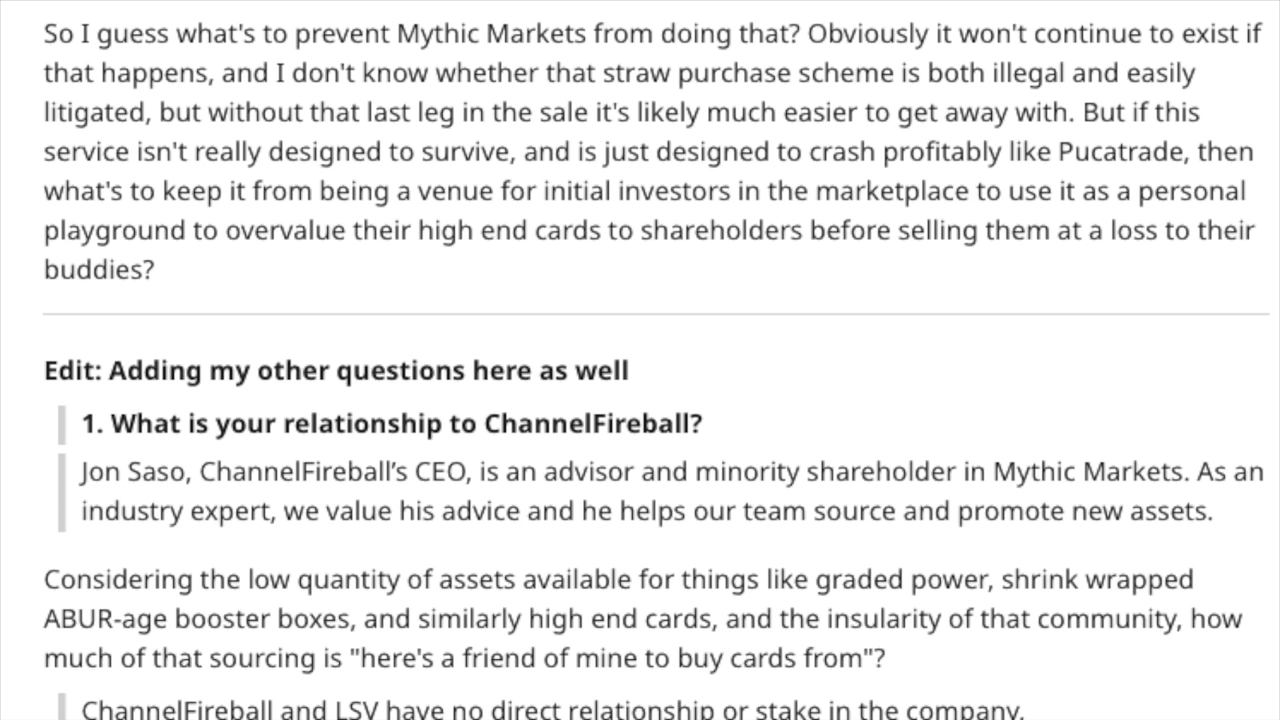 So I guess what's to prevent Mythic Markets from doing that? Obviously it won't continue to exist if
that happens, and I don't know whether that straw purchase scheme is both illegal and easily
litigated, but without that last leg in the sale it's likely much easier to get away with. But if this
service isn't really designed to survive, and is just designed to crash profitably like Pucatrade, then
what's to keep it from being a venue for initial investors in the marketplace to use it as a personal
playground to overvalue their high end cards to shareholders before selling them at a loss to their
buddies?
Edit: Adding my other questions here as well
1. What is your relationship to ChannelFireball?
Jon Saso, ChannelFireball’s CEO, is an advisor and minority shareholder in Mythic Markets. As an
industry expert, we value his advice and he helps our team source and promote new assets.
Considering the low quantity of assets available for things like graded power, shrink wrapped
ABUR-age booster boxes, and similarly high end cards, and the insularity of that community, how
much of that sourcing is "here's a friend of mine to buy cards from"?
ChannelFireball and LSV have no direct relationship or stake in the company.